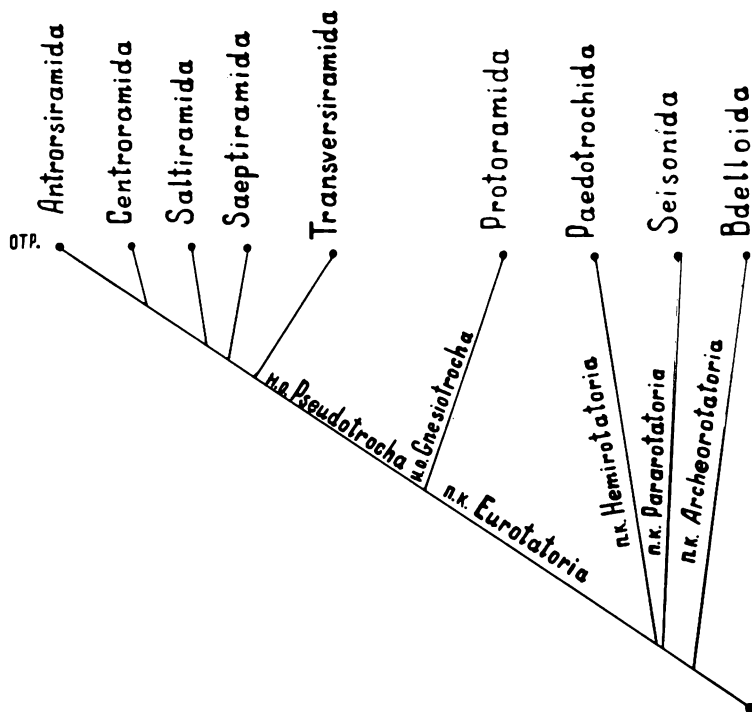 отр.
Antrorsiramida
Centroramida
Saltiramida
Saeptiramida
Transversiramida
Protoramida
Paedotrochida
Seisonida
Bdelloida
м.о. Pseudotrocha
м.о. Gnesiotrocha
п.к. Eurotatoria
п.к. Hemirotatoria
п.к. Pararotatoria
п.к. Archeorotatoria